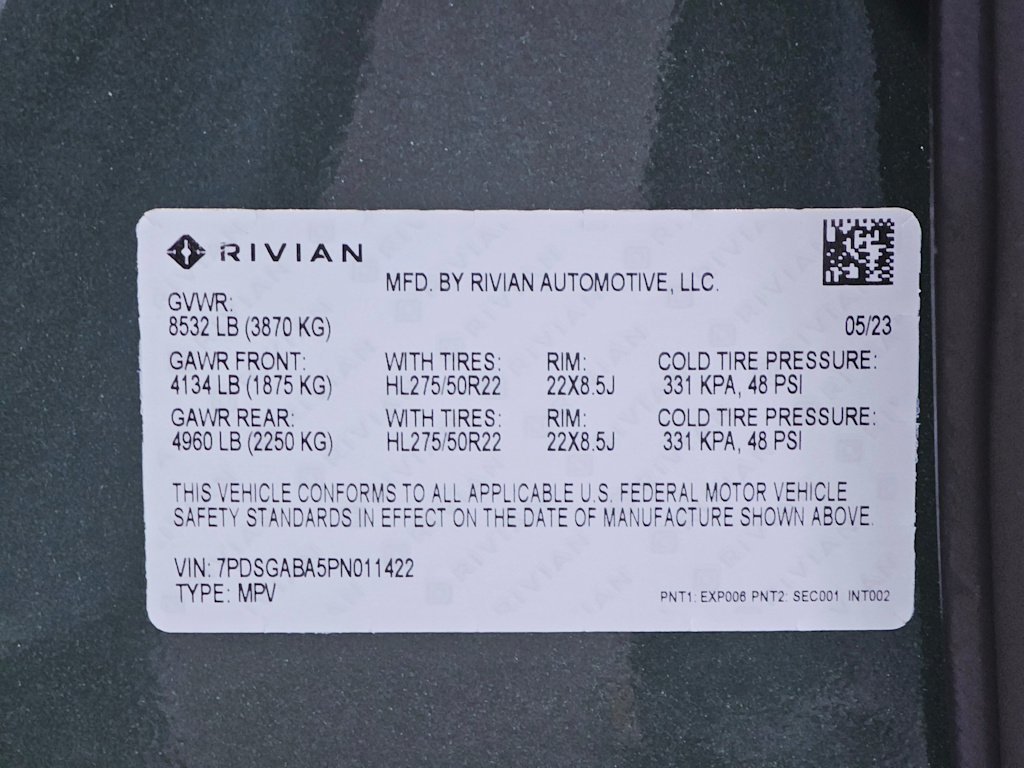 RIVIAN
MFD. BY RIVIAN AUTOMOTIVE, LLC.
GVWR:
8532 LB (3870 KG)
05/23
GAWR FRONT: WITH TIRES: RIM: COLD TIRE PRESSURE:
4134 LB (1875 KG) HL275/50R22 22X8.5J 331 KPA, 48 PSI
GAWR REAR: WITH TIRES: RIM: COLD TIRE PRESSURE:
4960 LB (2250 KG) HL275/50R22 22X8.5J 331 KPA, 48 PSI
THIS VEHICLE CONFORMS TO ALL APPLICABLE U.S. FEDERAL MOTOR VEHICLE
SAFETY STANDARDS IN EFFECT ON THE DATE OF MANUFACTURE SHOWN ABOVE.
VIN: 7PDSGABA5PN011422
TYPE: MPV
PNT1: EXP006 PNT2: SEC001 INT002